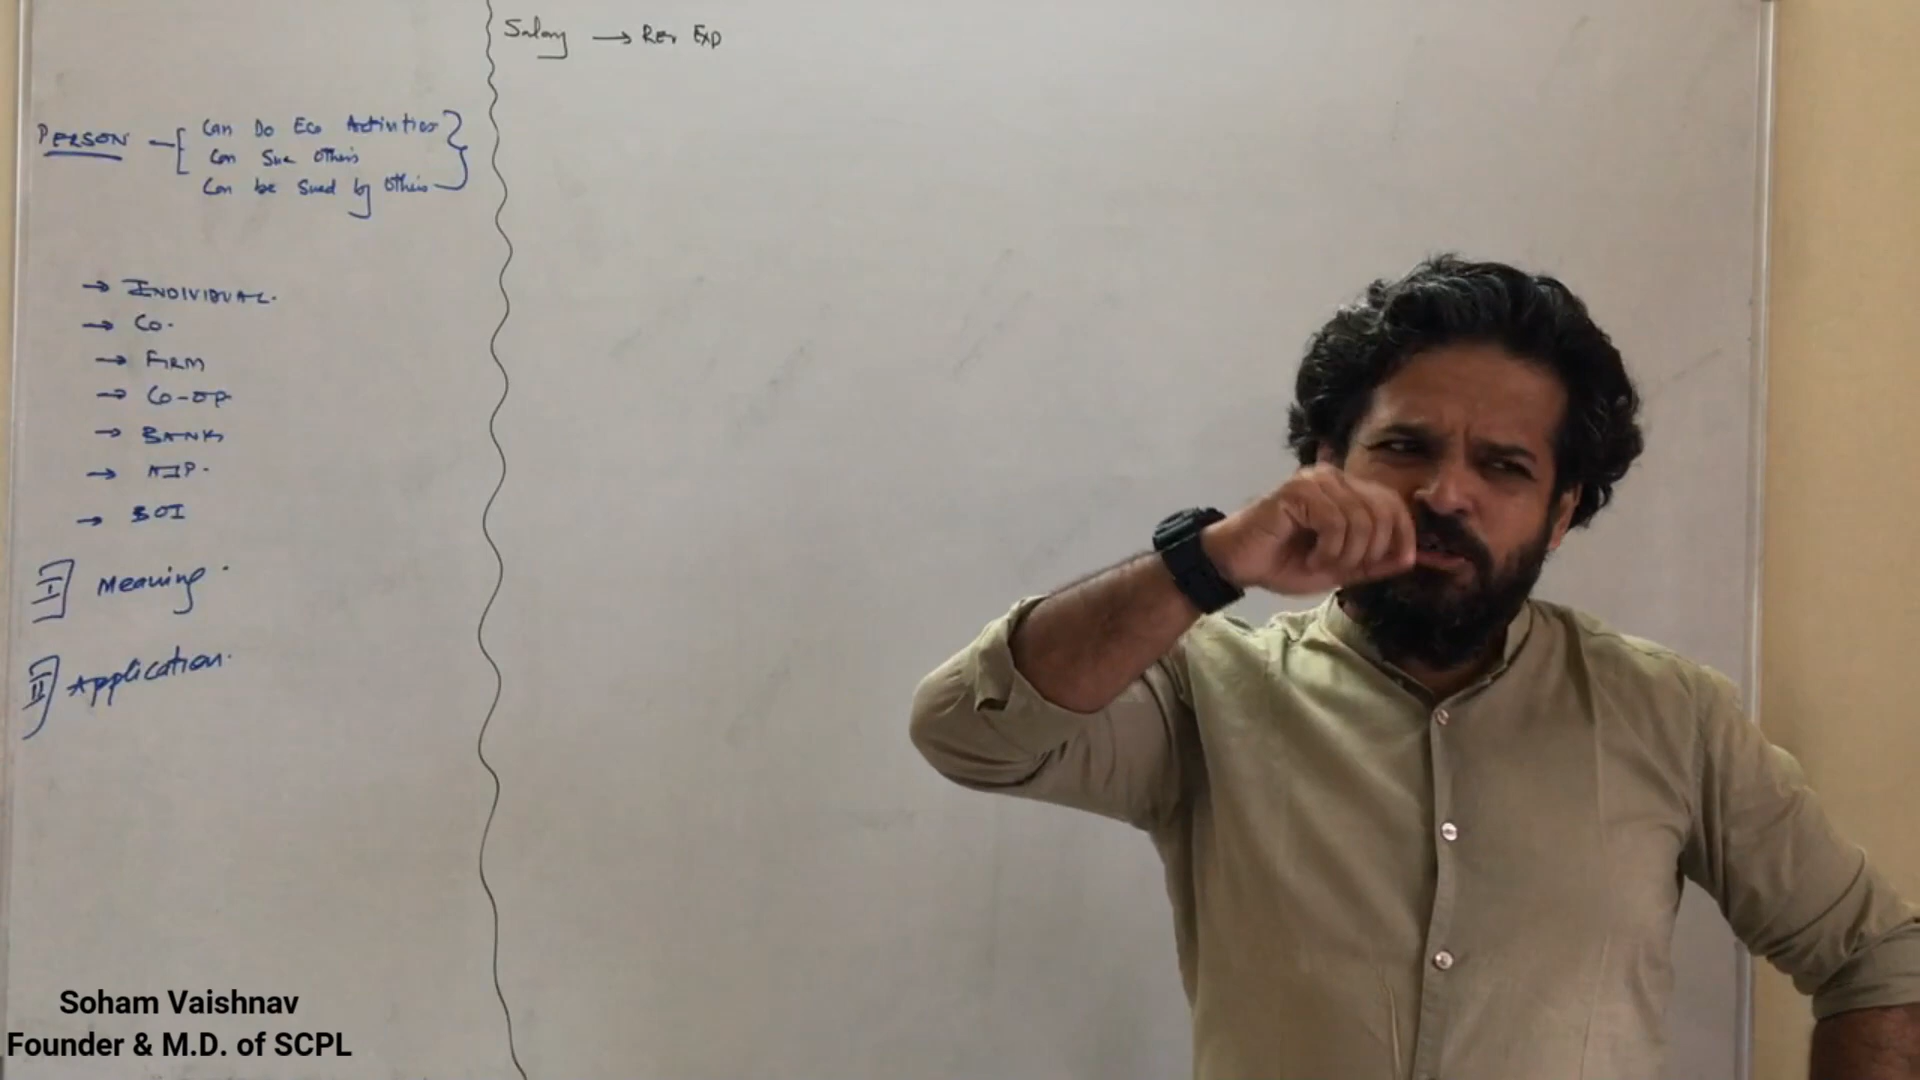 Salary → Rev Exp
PERSON — Can Do Eco Activities
Can Sue Others
Can be Sued by Others
→ INDIVIDUAL.
→ Co.
→ FIRM
→ Co-op
→ BANK
→ AJP.
→ BOI
I Meaning.
II Application.
Soham Vaishnav
Founder & M.D. of SCPL